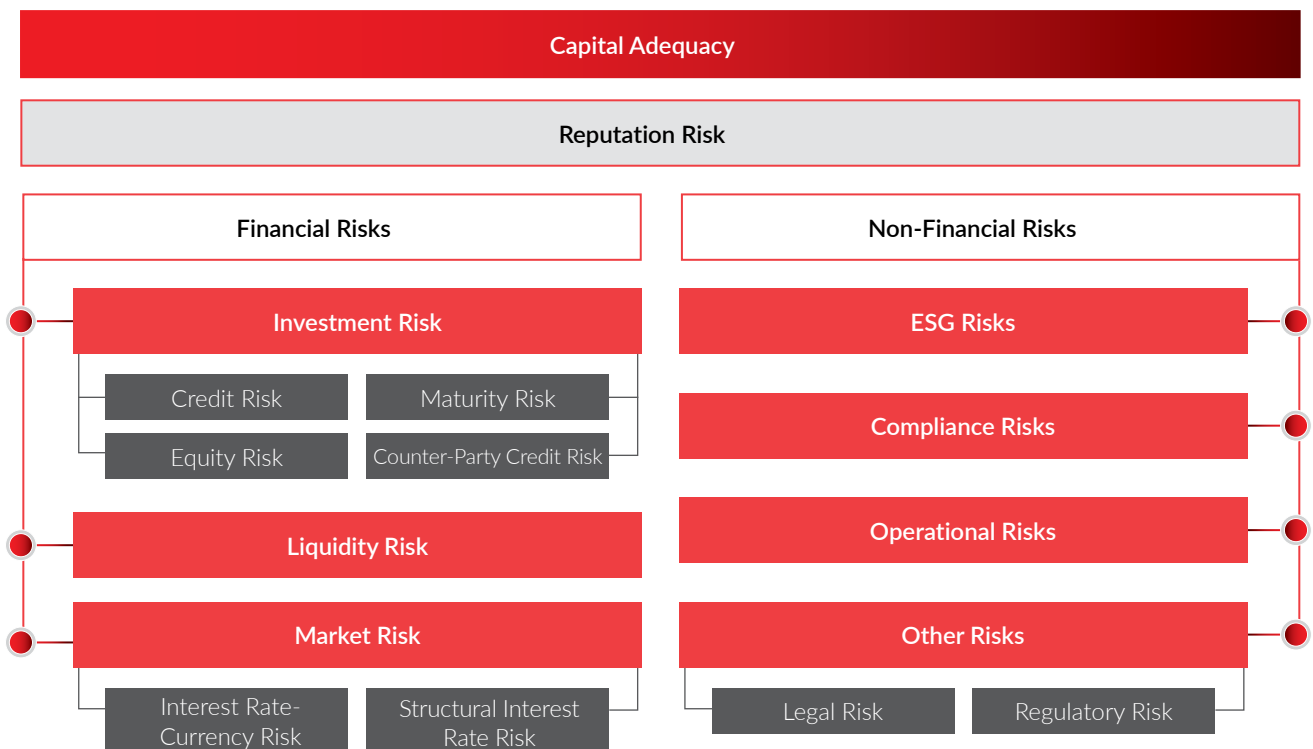 Capital Adequacy
Reputation Risk
Financial Risks
Investment Risk
Credit Risk
Maturity Risk
Equity Risk
Counter-Party Credit Risk
Liquidity Risk
Market Risk
Interest Rate-
Currency Risk
Structural Interest
Rate Risk
Non-Financial Risks
ESG Risks
Compliance Risks
Operational Risks
Other Risks
Legal Risk
Regulatory Risk